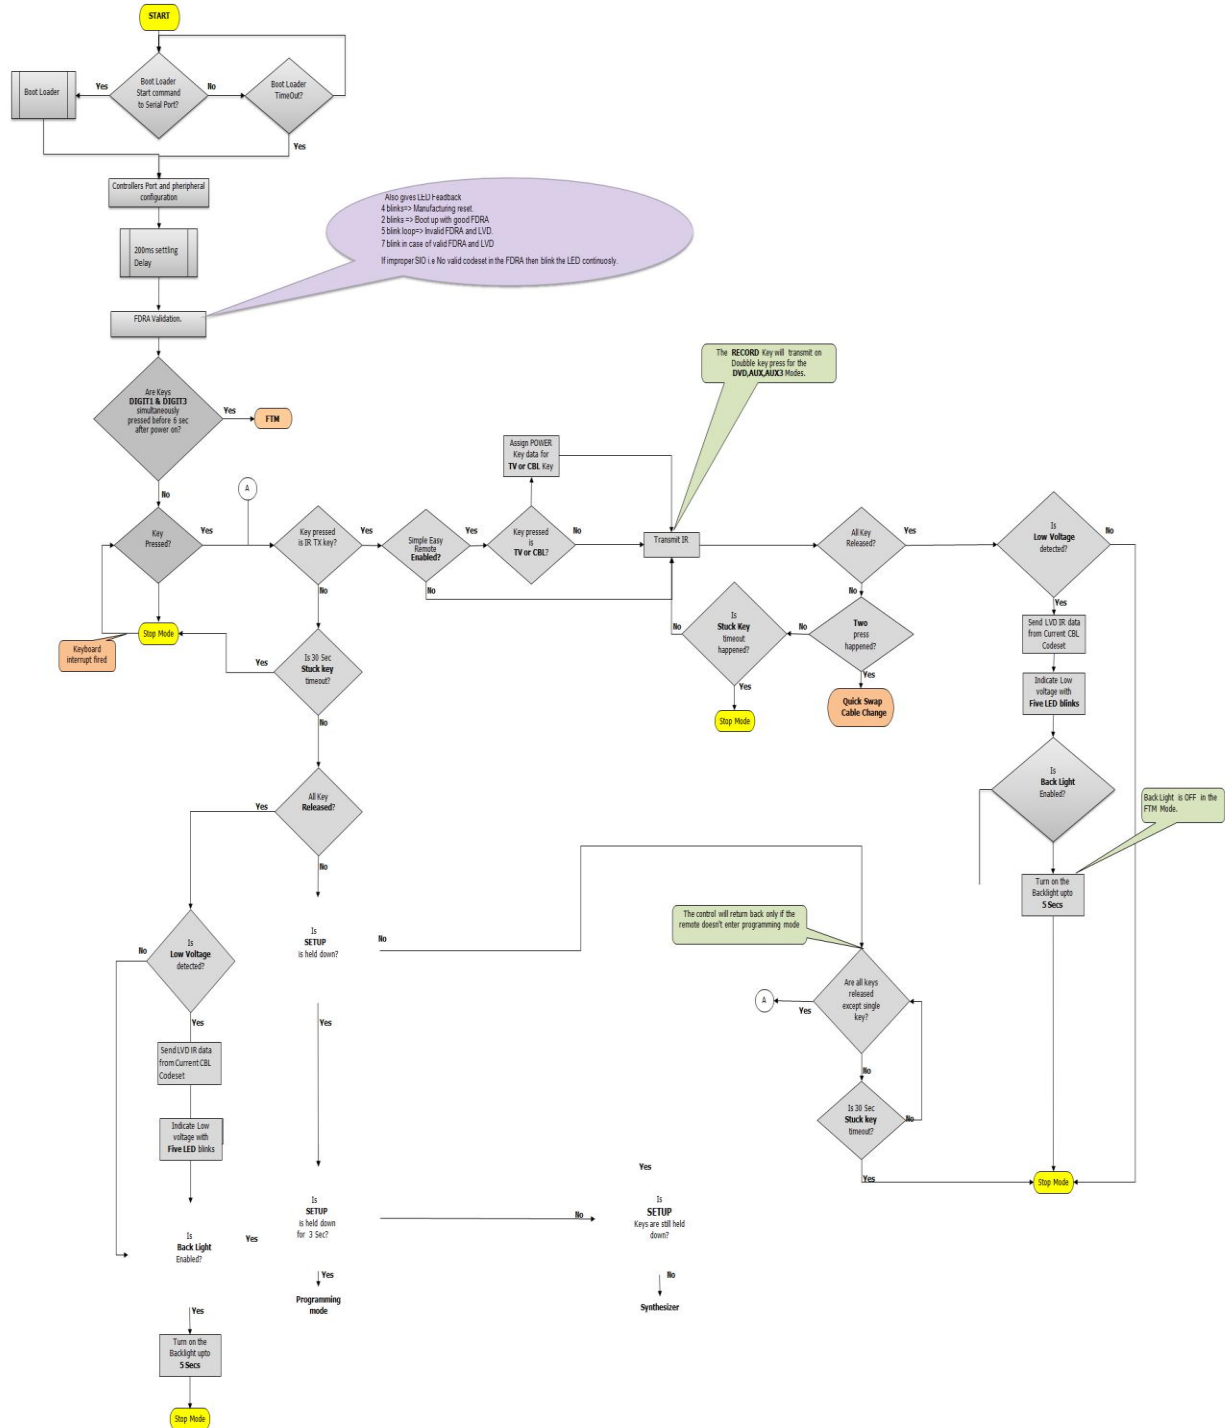 START
Boot Loader
Yes
Boot Loader
Start command
to Serial Port?
No
Boot Loader
TimeOut?
Yes
Controllers Port and pheripheral
configuration
200ms settling
Delay
FDRA Validation.
Also gives LED Feadback
4 blinks=> Manufacturing reset.
2 blinks => Boot up with good FDRA
5 blink loop=> Invalid FDRA and LVD.
7 blink in case of valid FDRA and LVD
If improper SIO i.e No valid codeset in the FDRA then blink the LED continuosly.
Are Keys
DIGIT1 & DIGIT3
simultaneously
pressed before 6 sec
after power on?
Yes
FTM
No
The RECORD Key will transmit on
Doubble key press for the
DVD,AUX,AUX3 Modes.
Assign POWER
Key data for
TV or CBL Key
A
Key
Pressed?
Yes
Key pressed
is IR TX key?
Yes
Simple Easy
Remote
Enabled?
Yes
Key pressed
is
TV or CBL?
No
Transmit IR
All Key
Released?
Yes
Is
Low Voltage
detected?
No
No
No
No
Yes
Stop Mode
Keyboard
interrupt fired
Yes
Is 30 Sec
Stuck key
timeout?
No
Is
Stuck Key
timeout
happened?
No
Two
press
happened?
Send LVD IR data
from Current CBL
Codeset
Yes
Yes
Stop Mode
Quick Swap
Cable Change
Indicate Low
voltage with
Five LED blinks
No
Is
Back Light
Enabled?
Back Light is OFF in the
FTM Mode.
Yes
All Key
Released?
No
Turn on the
Backlight upto
5 Secs
The control will return back only if the
remote doesn't enter programming mode
No
Is
Low Voltage
detected?
Is
SETUP
is held down?
No
Are all keys
released
except single
key?
A
Yes
Yes
Yes
No
Send LVD IR data
from Current CBL
Codeset
Is 30 Sec
Stuck key
timeout?
No
Indicate Low
voltage with
Five LED blinks
Yes
Yes
Stop Mode
Is
Back Light
Enabled?
Yes
Is
SETUP
is held down
for 3 Sec?
No
Is
SETUP
Keys are still held
down?
Yes
No
Programming
mode
Synthesizer
Yes
Turn on the
Backlight upto
5 Secs
Stop Mode